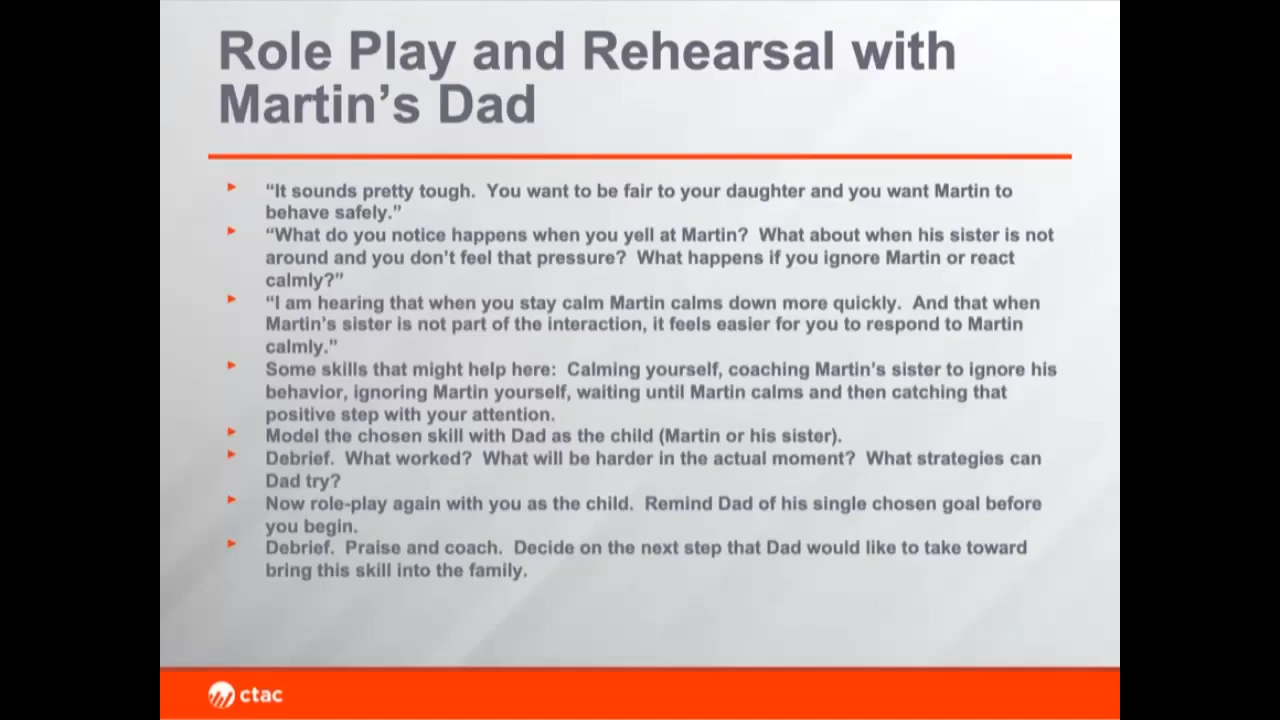 Role Play and Rehearsal with
Martin’s Dad
“It sounds pretty tough.  You want to be fair to your daughter and you want Martin to
behave safely.”
“What do you notice happens when you yell at Martin?  What about when his sister is not
around and you don’t feel that pressure?  What happens if you ignore Martin or react
calmly?”
“I am hearing that when you stay calm Martin calms down more quickly.  And that when
Martin’s sister is not part of the interaction, it feels easier for you to respond to Martin
calmly.”
Some skills that might help here:  Calming yourself, coaching Martin’s sister to ignore his
behavior, ignoring Martin yourself, waiting until Martin calms and then catching that
positive step with your attention.
Model the chosen skill with Dad as the child (Martin or his sister).
Debrief.  What worked?  What will be harder in the actual moment?  What strategies can
Dad try?
Now role-play again with you as the child.  Remind Dad of his single chosen goal before
you begin.
Debrief.  Praise and coach.  Decide on the next step that Dad would like to take toward
bring this skill into the family.
ctac